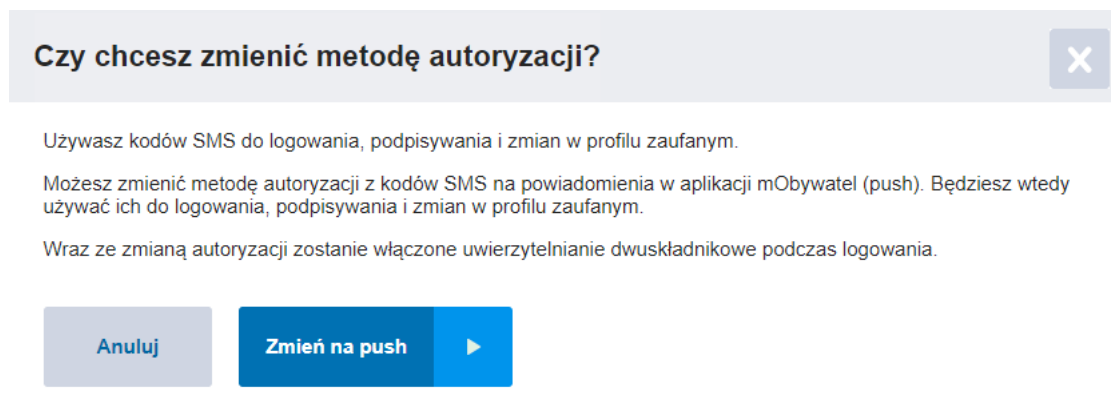 Czy chcesz zmienić metodę autoryzacji?
Używasz kodów SMS do logowania, podpisywania i zmian w profilu zaufanym.
Możesz zmienić metodę autoryzacji z kodów SMS na powiadomienia w aplikacji mObywatel (push). Będziesz wtedy
używać ich do logowania, podpisywania i zmian w profilu zaufanym.
Wraz ze zmianą autoryzacji zostanie włączone uwierzytelnianie dwuskładnikowe podczas logowania.
Anuluj
Zmień na push